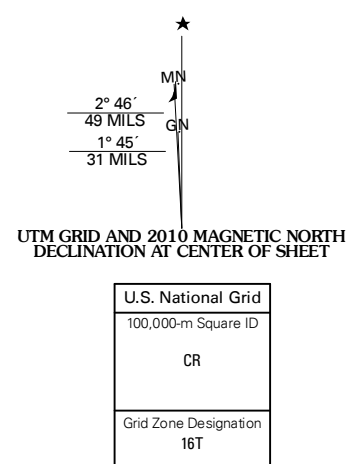 MN
2° 46´
49 MILS
GN
1° 45´
31 MILS
UTM GRID AND 2010 MAGNETIC NORTH
DECLINATION AT CENTER OF SHEET
U.S. National Grid
100,000-m Square ID
CR
Grid Zone Designation
16T